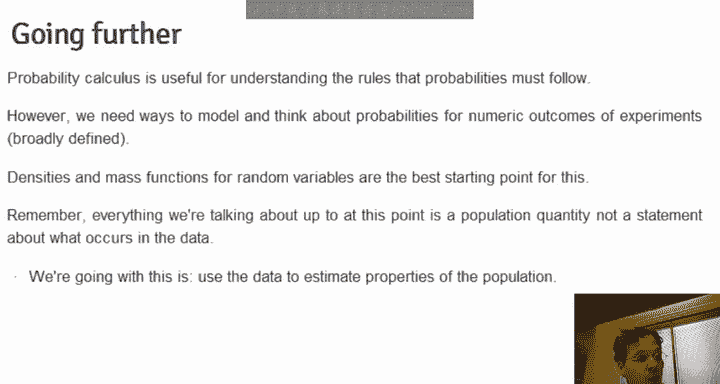 Going further
Probability calculus is useful for understanding the rules that probabilities must follow.
However, we need ways to model and think about probabilities for numeric outcomes of experiments
(broadly defined).
Densities and mass functions for random variables are the best starting point for this.
Remember, everything we're talking about up to at this point is a population quantity not a statement
about what occurs in the data.
· We're going with this is: use the data to estimate properties of the population.